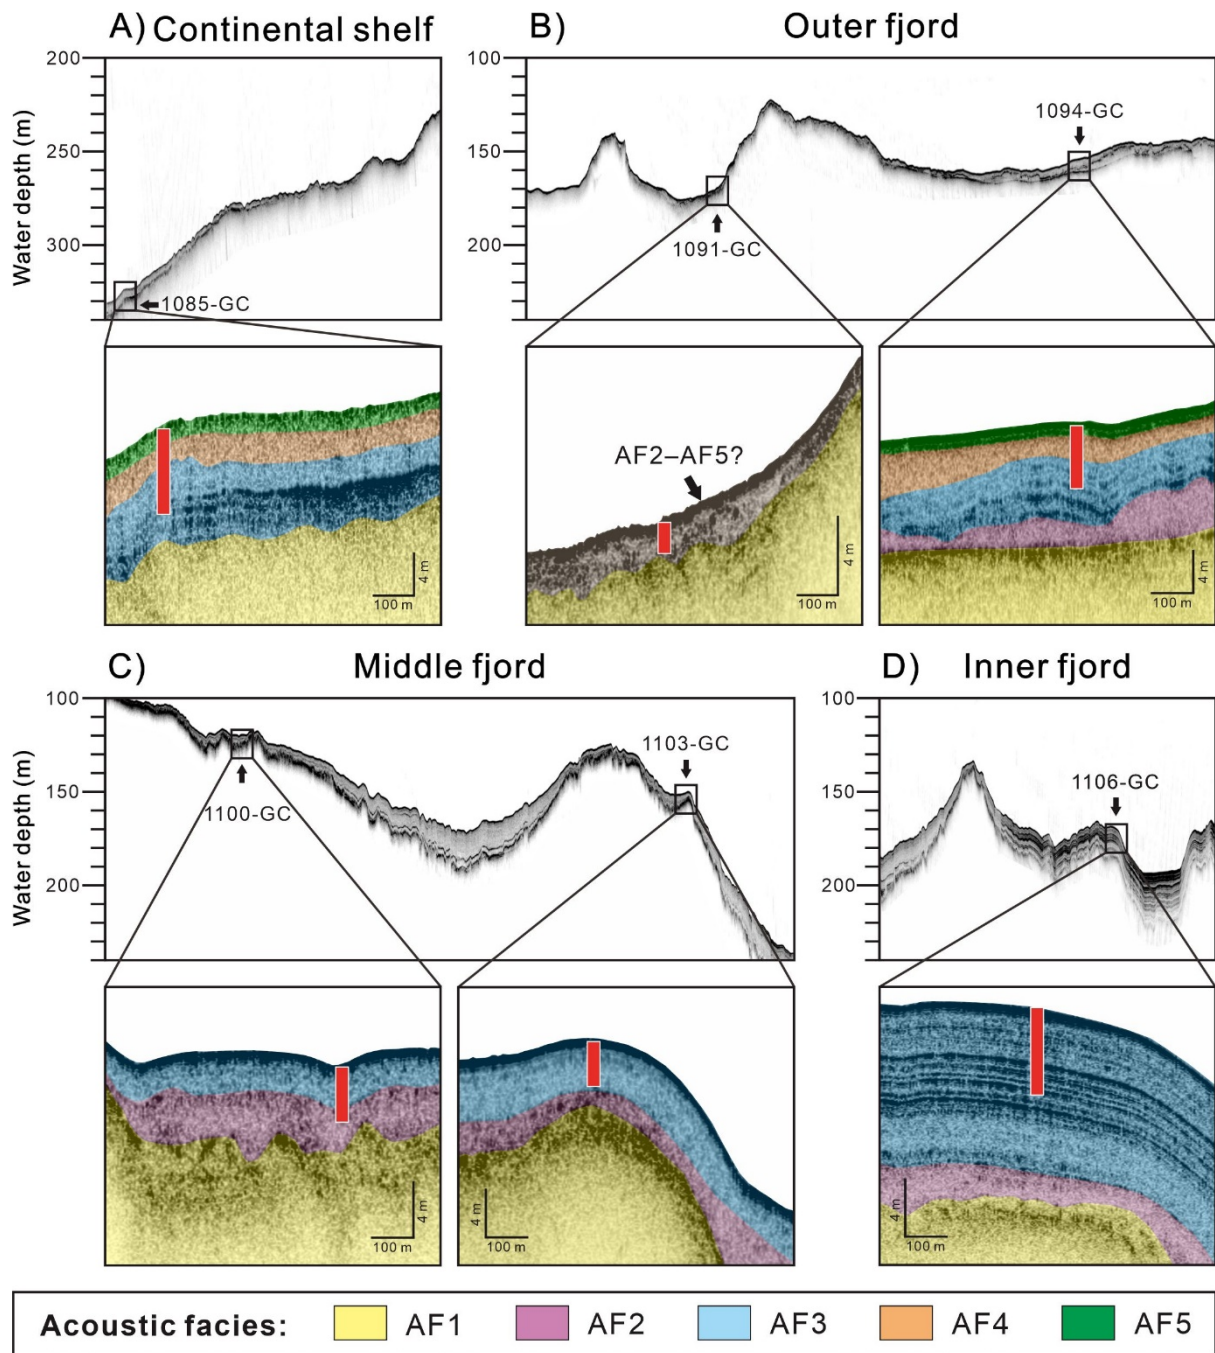 A) Continental shelf
B) Outer fjord
Water depth (m)
200
250
300
1085-GC
100
150
200
1091-GC
1094-GC
4 m
100 m
AF2–AF5?
4 m
100 m
4 m
100 m
C) Middle fjord
D) Inner fjord
Water depth (m)
100
150
200
1100-GC
1103-GC
100
150
200
1106-GC
4 m
100 m
4 m
100 m
4 m
100 m
Acoustic facies: AF1 AF2 AF3 AF4 AF5